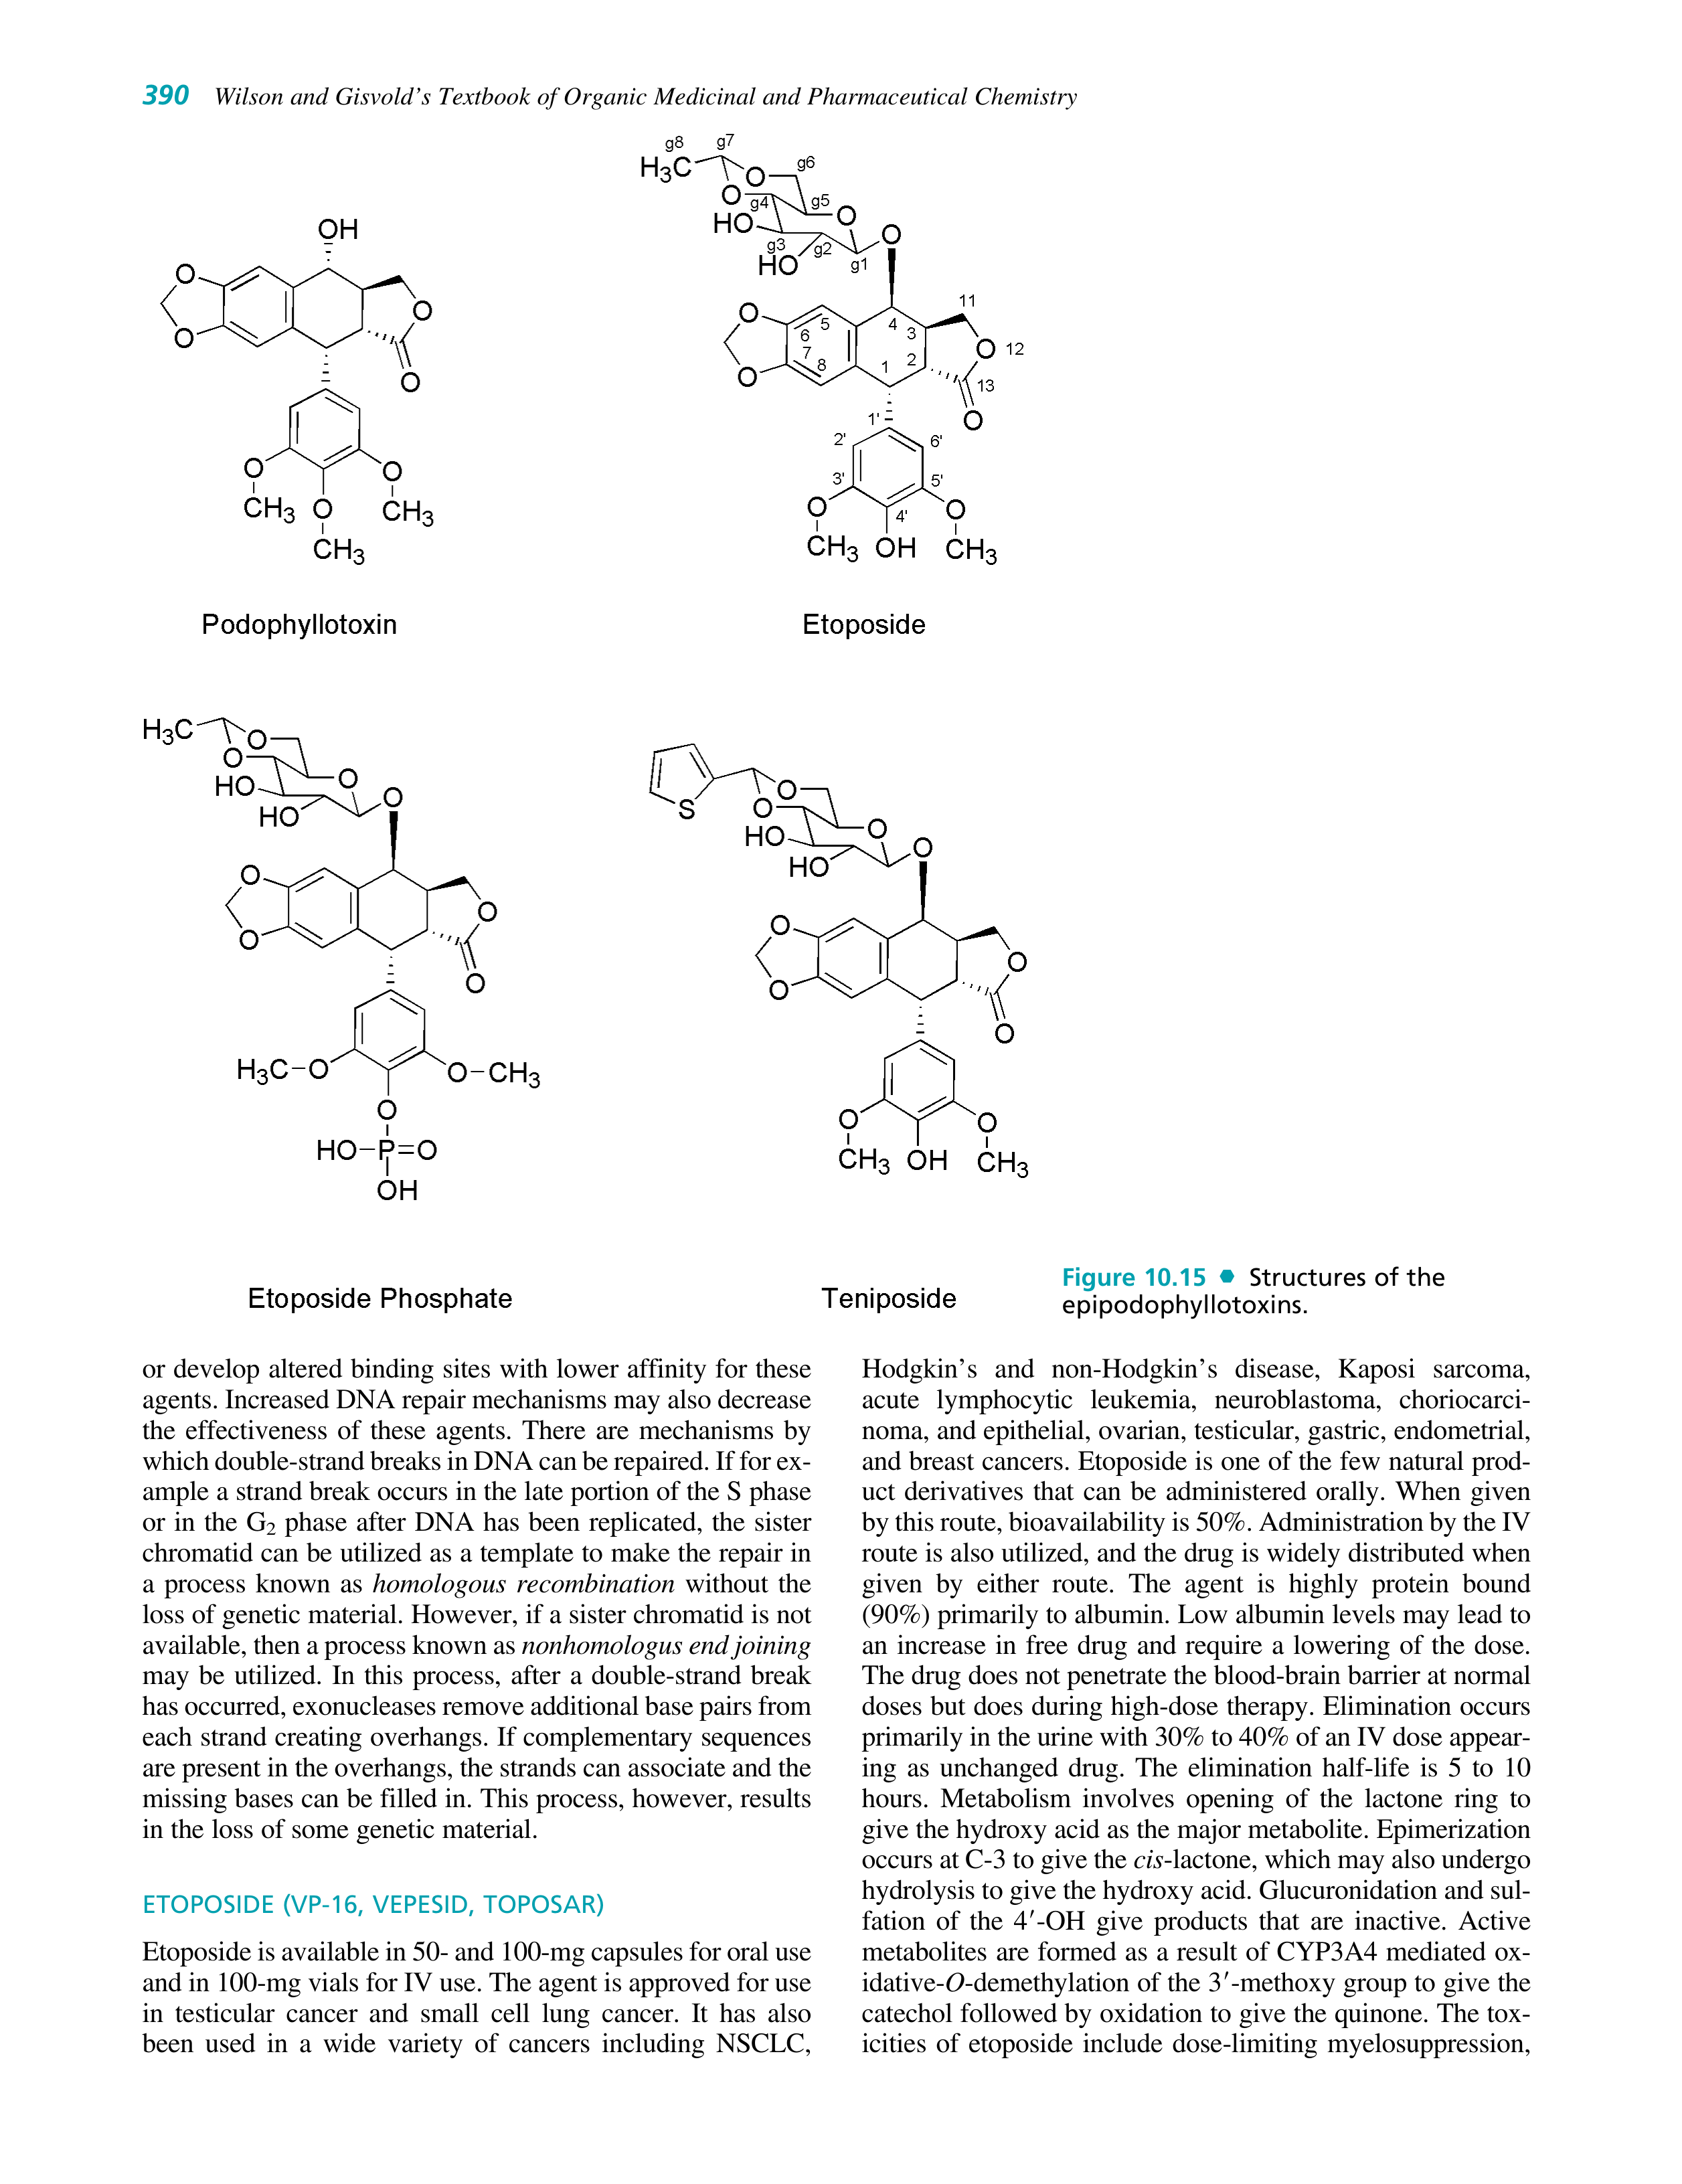 390 Wilson and Gisvold's Textbook of Organic Medicinal and Pharmaceutical Chemistry
OH
O
O
O
O
O
O
O
CH3
O
CH3
CH3
Podophyllotoxin
g8
g7
H3C
O
g6
O
g4
g5
O
HO
g3
g2
HO
g1
O
O
O
5
6
7
8
4
3
2
1
11
O
12
13
O
1'
2'
6'
3'
5'
4'
O
O
CH3
OH
CH3
Etoposide
H3C
O
O
O
HO
HO
O
O
O
O
O
H3C-O
O-CH3
O
HO-P=O
OH
Etoposide Phosphate
S
O
O
O
HO
HO
O
O
O
O
O
O
O
CH3
OH
CH3
Teniposide
Figure 10.15 Structures of the
epipodophyllotoxins.
or develop altered binding sites with lower affinity for these
agents. Increased DNA repair mechanisms may also decrease
the effectiveness of these agents. There are mechanisms by
which double-strand breaks in DNA can be repaired. If for ex-
ample a strand break occurs in the late portion of the S phase
or in the G2 phase after DNA has been replicated, the sister
chromatid can be utilized as a template to make the repair in
a process known as homologous recombination without the
loss of genetic material. However, if a sister chromatid is not
available, then a process known as nonhomologus end joining
may be utilized. In this process, after a double-strand break
has occurred, exonucleases remove additional base pairs from
each strand creating overhangs. If complementary sequences
are present in the overhangs, the strands can associate and the
missing bases can be filled in. This process, however, results
in the loss of some genetic material.
ETOPOSIDE (VP-16, VEPESID, TOPOSAR)
Etoposide is available in 50- and 100-mg capsules for oral use
and in 100-mg vials for IV use. The agent is approved for use
in testicular cancer and small cell lung cancer. It has also
been used in a wide variety of cancers including NSCLC,
Hodgkin's and non-Hodgkin's disease, Kaposi sarcoma,
acute lymphocytic leukemia, neuroblastoma, choriocarci-
noma, and epithelial, ovarian, testicular, gastric, endometrial,
and breast cancers. Etoposide is one of the few natural prod-
uct derivatives that can be administered orally. When given
by this route, bioavailability is 50%. Administration by the IV
route is also utilized, and the drug is widely distributed when
given by either route. The agent is highly protein bound
(90%) primarily to albumin. Low albumin levels may lead to
an increase in free drug and require a lowering of the dose.
The drug does not penetrate the blood-brain barrier at normal
doses but does during high-dose therapy. Elimination occurs
primarily in the urine with 30% to 40% of an IV dose appear-
ing as unchanged drug. The elimination half-life is 5 to 10
hours. Metabolism involves opening of the lactone ring to
give the hydroxy acid as the major metabolite. Epimerization
occurs at C-3 to give the cis-lactone, which may also undergo
hydrolysis to give the hydroxy acid. Glucuronidation and sul-
fation of the 4′-OH give products that are inactive. Active
metabolites are formed as a result of CYP3A4 mediated ox-
idative-O-demethylation of the 3′-methoxy group to give the
catechol followed by oxidation to give the quinone. The tox-
icities of etoposide include dose-limiting myelosuppression,